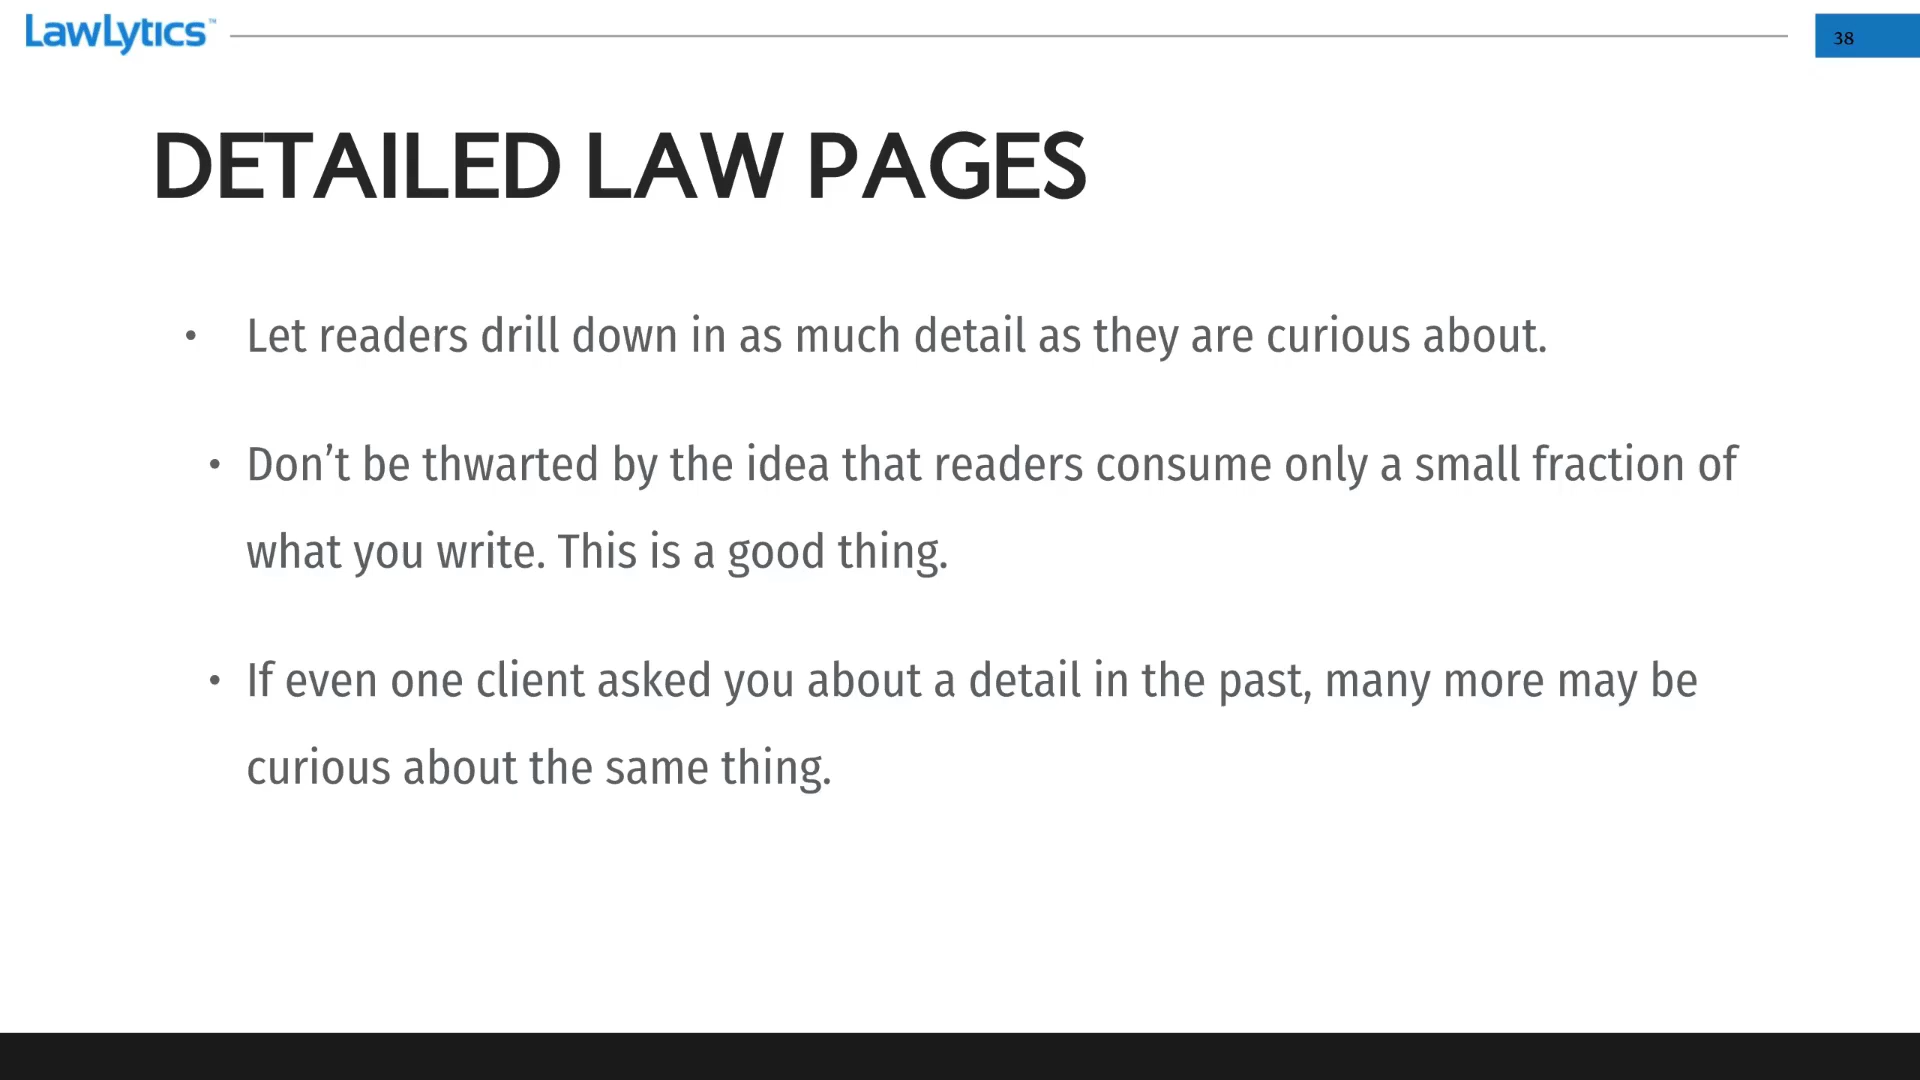 LawLytics™
38
DETAILED LAW PAGES
• Let readers drill down in as much detail as they are curious about.
• Don’t be thwarted by the idea that readers consume only a small fraction of
what you write. This is a good thing.
• If even one client asked you about a detail in the past, many more may be
curious about the same thing.